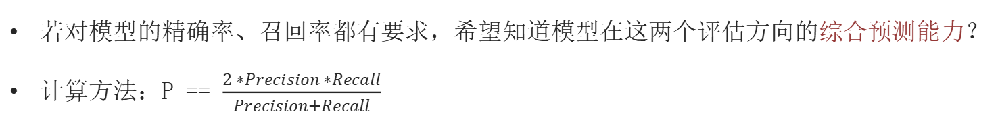 • 若对模型的精确率、召回率都有要求，希望知道模型在这两个评估方向的综合预测能力？
• 计算方法：P == \frac{2 *Precision *Recall}{Precision+Recall}